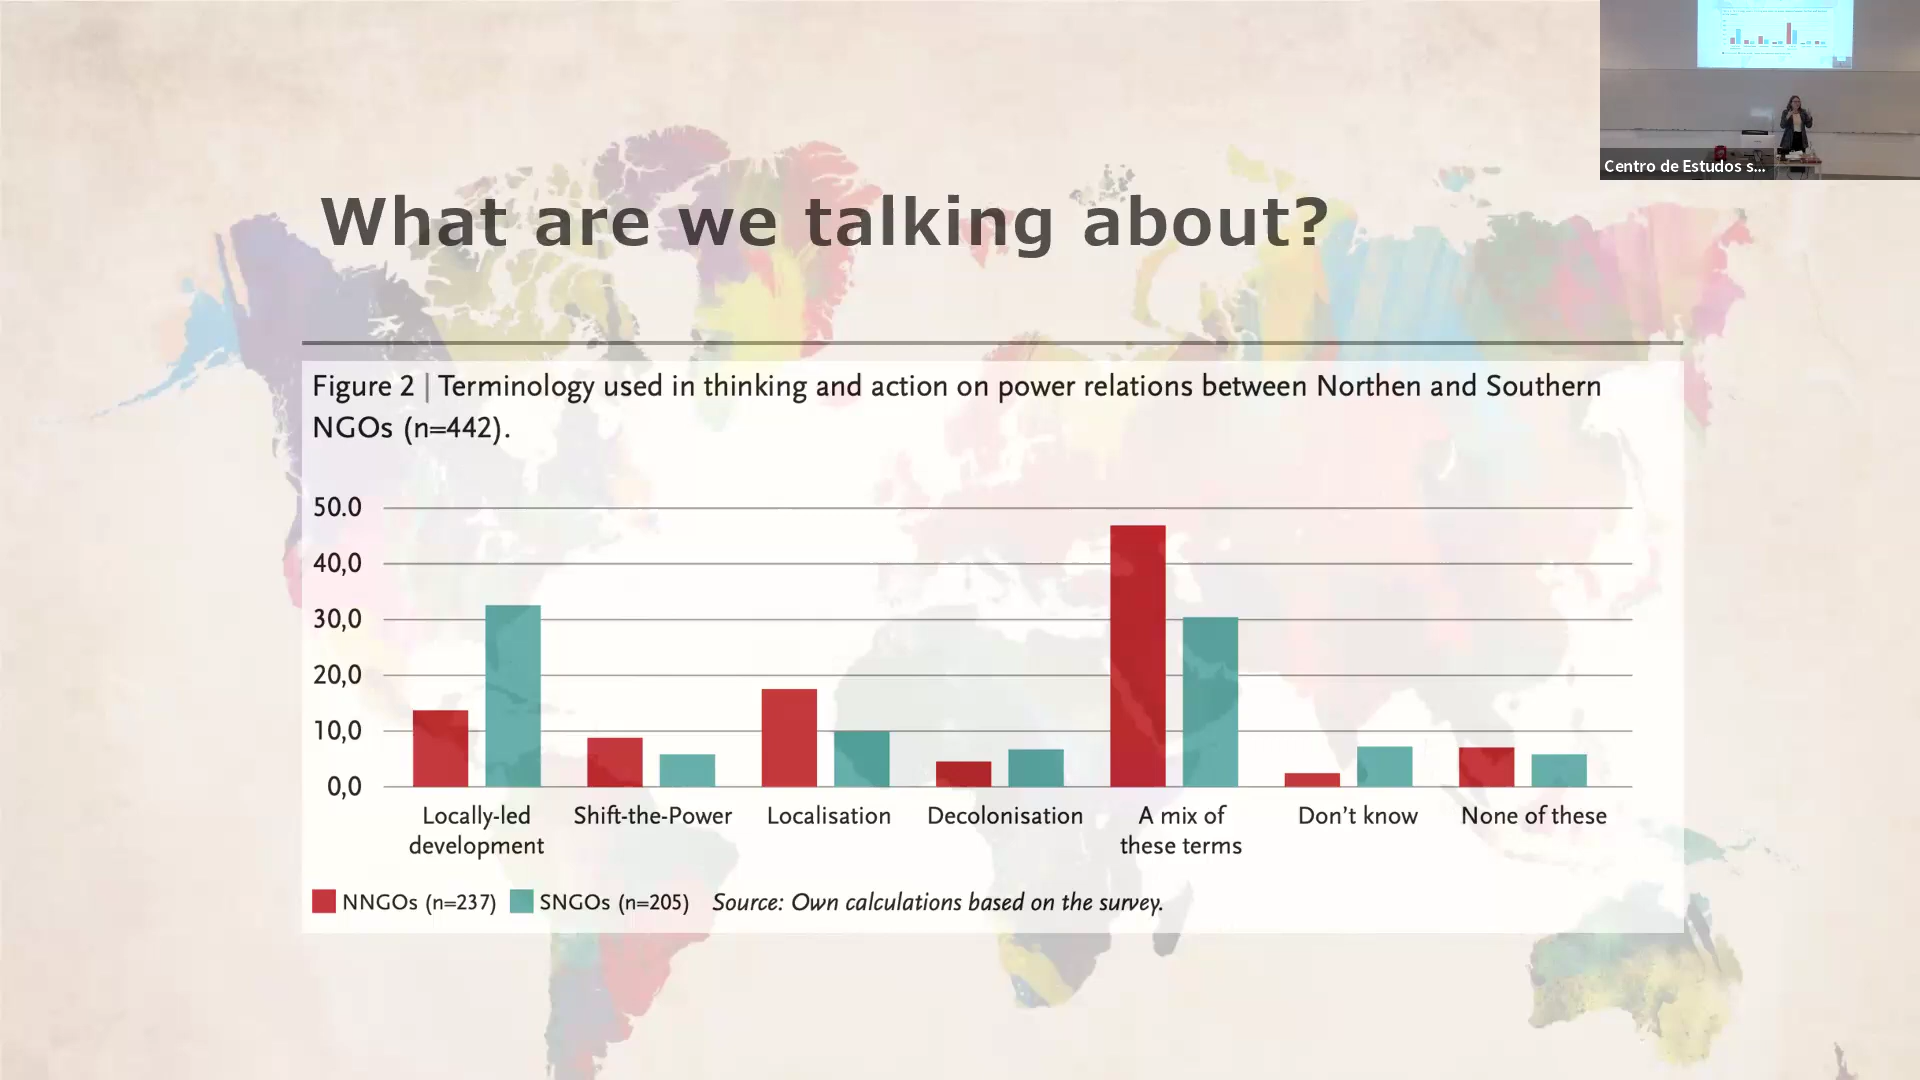 Centro de Estudos s...
What are we talking about?
Figure 2 | Terminology used in thinking and action on power relations between Northen and Southern
NGOs (n=442).
50.0
40,0
30,0
20,0
10,0
0,0
Locally-led
development
Shift-the-Power
Localisation
Decolonisation
A mix of
these terms
Don't know
None of these
NNGOs (n=237) SNGOs (n=205) Source: Own calculations based on the survey.